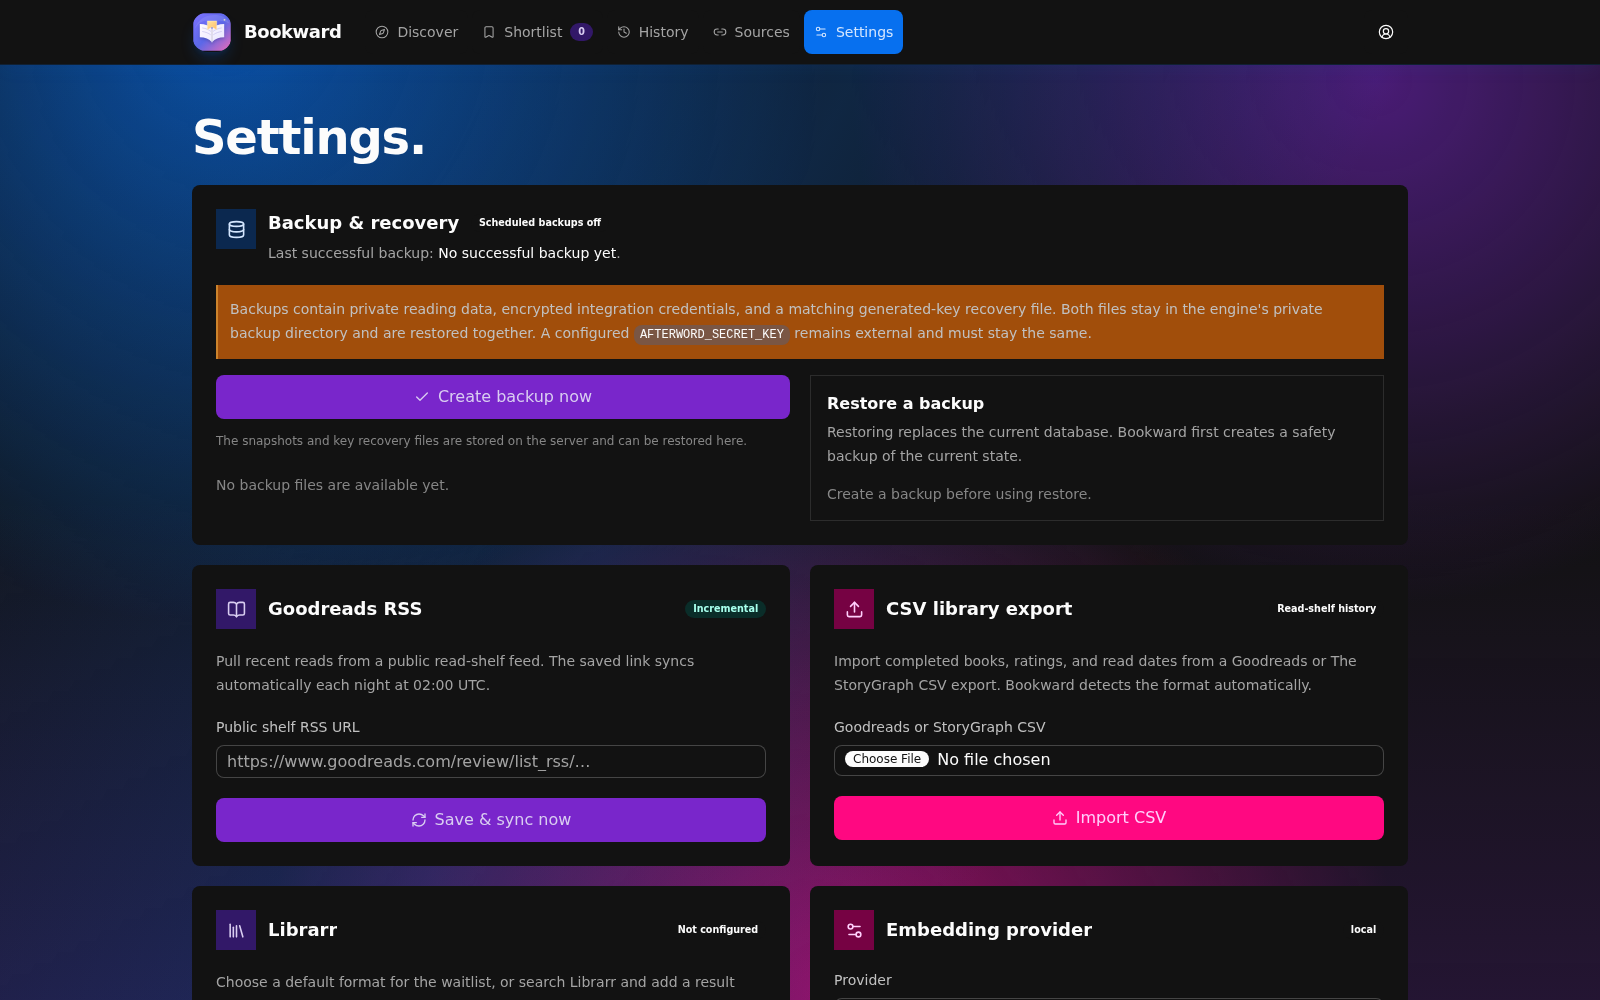 Bookward
Discover
Shortlist 0
History
Sources
Settings
Settings.
Backup & recovery
Scheduled backups off
Last successful backup: No successful backup yet.
Backups contain private reading data, encrypted integration credentials, and a matching generated-key recovery file. Both files stay in the engine's private
backup directory and are restored together. A configured AFTERWORD_SECRET_KEY remains external and must stay the same.
Create backup now
The snapshots and key recovery files are stored on the server and can be restored here.
No backup files are available yet.
Restore a backup
Restoring replaces the current database. Bookward first creates a safety
backup of the current state.
Create a backup before using restore.
Goodreads RSS
Incremental
Pull recent reads from a public read-shelf feed. The saved link syncs
automatically each night at 02:00 UTC.
Public shelf RSS URL
https://www.goodreads.com/review/list_rss/...
Save & sync now
CSV library export
Read-shelf history
Import completed books, ratings, and read dates from a Goodreads or The
StoryGraph CSV export. Bookward detects the format automatically.
Goodreads or StoryGraph CSV
Choose File No file chosen
Import CSV
Librarr
Not configured
Choose a default format for the waitlist, or search Librarr and add a result
Embedding provider
local
Provider